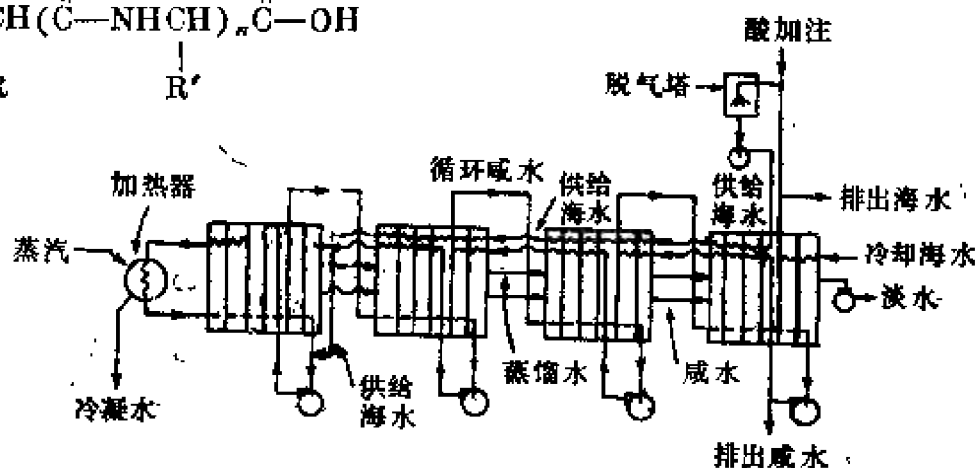 CH(C—NHCH)ₙC—OH
R′
酸加注
脱气塔
循环咸水
供给
海水
供给
海水
排出海水
加热器
蒸汽
冷却海水
淡水
蒸馏水
咸水
供给
海水
冷凝水
排出咸水